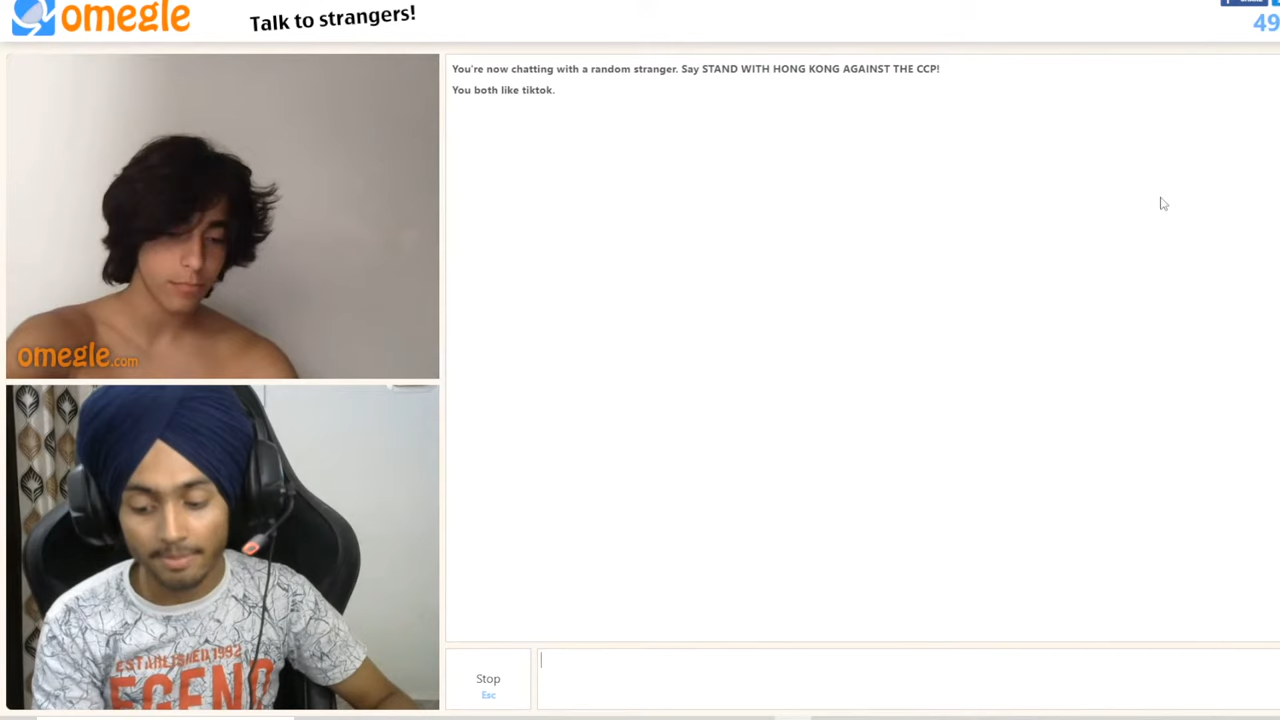 omegle
Talk to strangers!
49
You're now chatting with a random stranger. Say STAND WITH HONG KONG AGAINST THE CCP!
You both like tiktok.
omegle.com
ESTABLISHED 1992
Stop
Esc